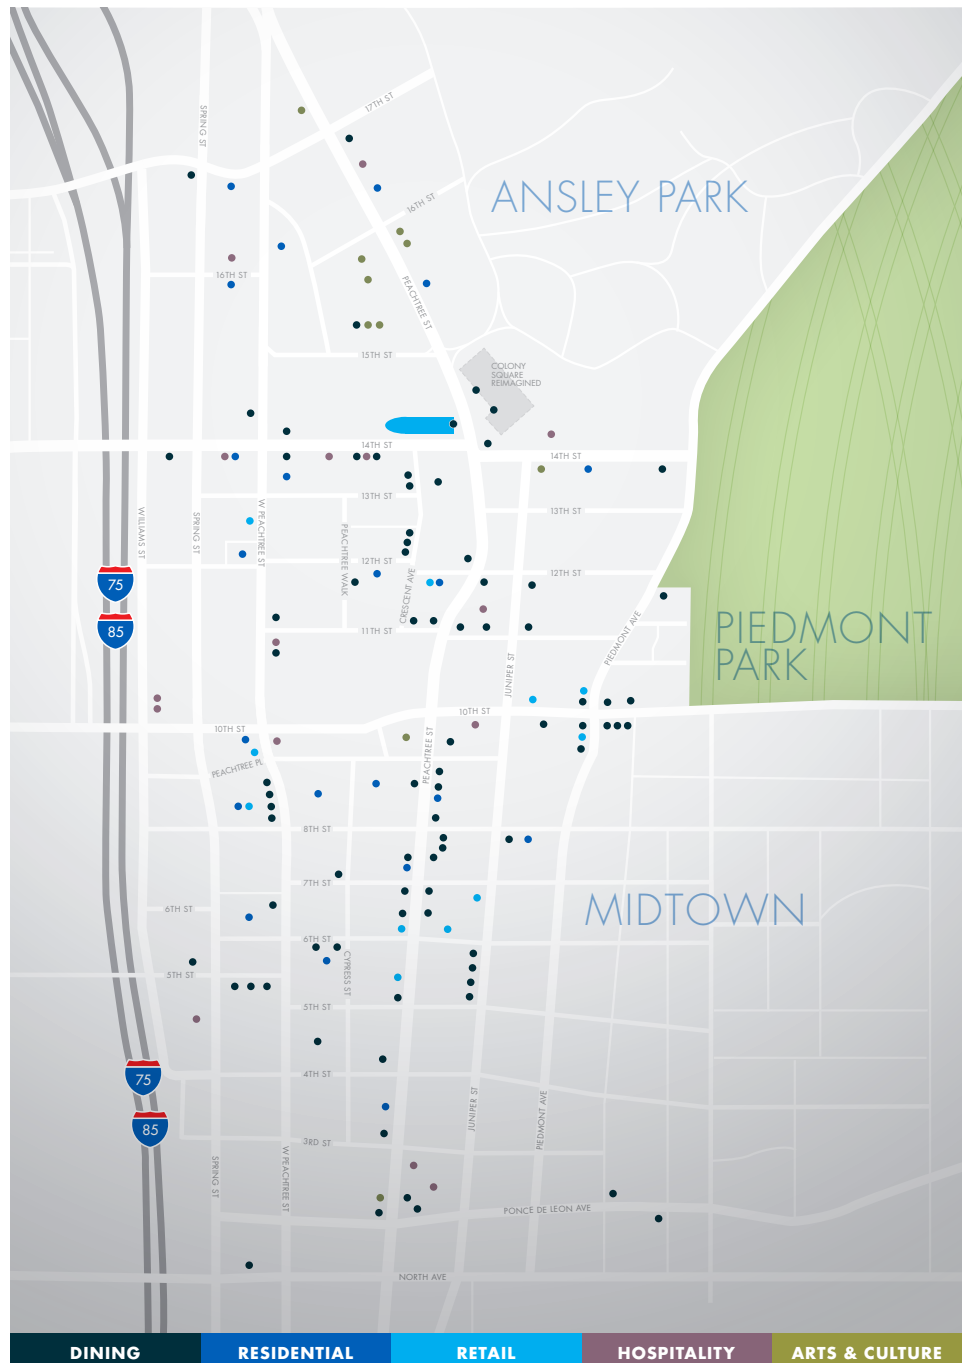 17TH ST
SPRING ST
ANSLEY PARK
16TH ST
16TH ST
PEACHTREE ST
15TH ST
COLONY
SQUARE
REIMAGINED
14TH ST
14TH ST
13TH ST
13TH ST
WILLIAMS ST
SPRING ST
W PEACHTREE ST
PEACHTREE WALK
12TH ST
12TH ST
75
CRESCENT AVE
85
11TH ST
PIEDMONT AVE
PIEDMONT
PARK
JUNIPER ST
10TH ST
10TH ST
PEACHTREE ST
PEACHTREE PL
8TH ST
7TH ST
MIDTOWN
6TH ST
6TH ST
CYPRESS ST
5TH ST
5TH ST
75
4TH ST
JUNIPER ST
PIEDMONT AVE
85
3RD ST
SPRING ST
W PEACHTREE ST
PONCE DE LEON AVE
NORTH AVE
DINING
RESIDENTIAL
RETAIL
HOSPITALITY
ARTS & CULTURE